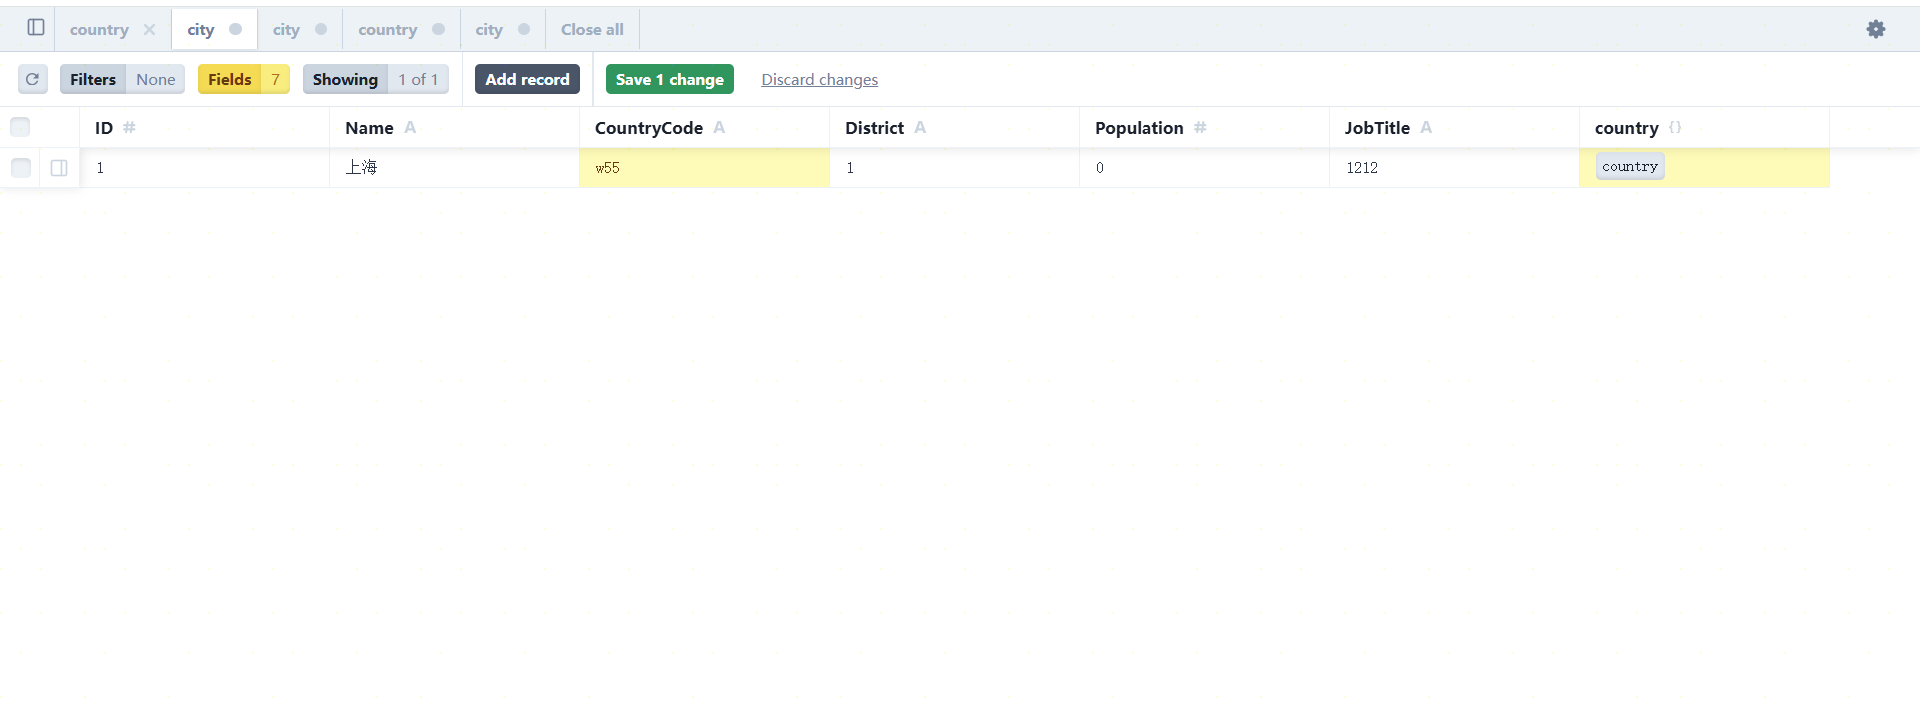 country city city country city Close all
Filters None Fields 7 Showing 1 of 1 Add record Save 1 change Discard changes
ID # Name A CountryCode A District A Population # JobTitle A country {}
1 上海 w55 1 0 1212 country